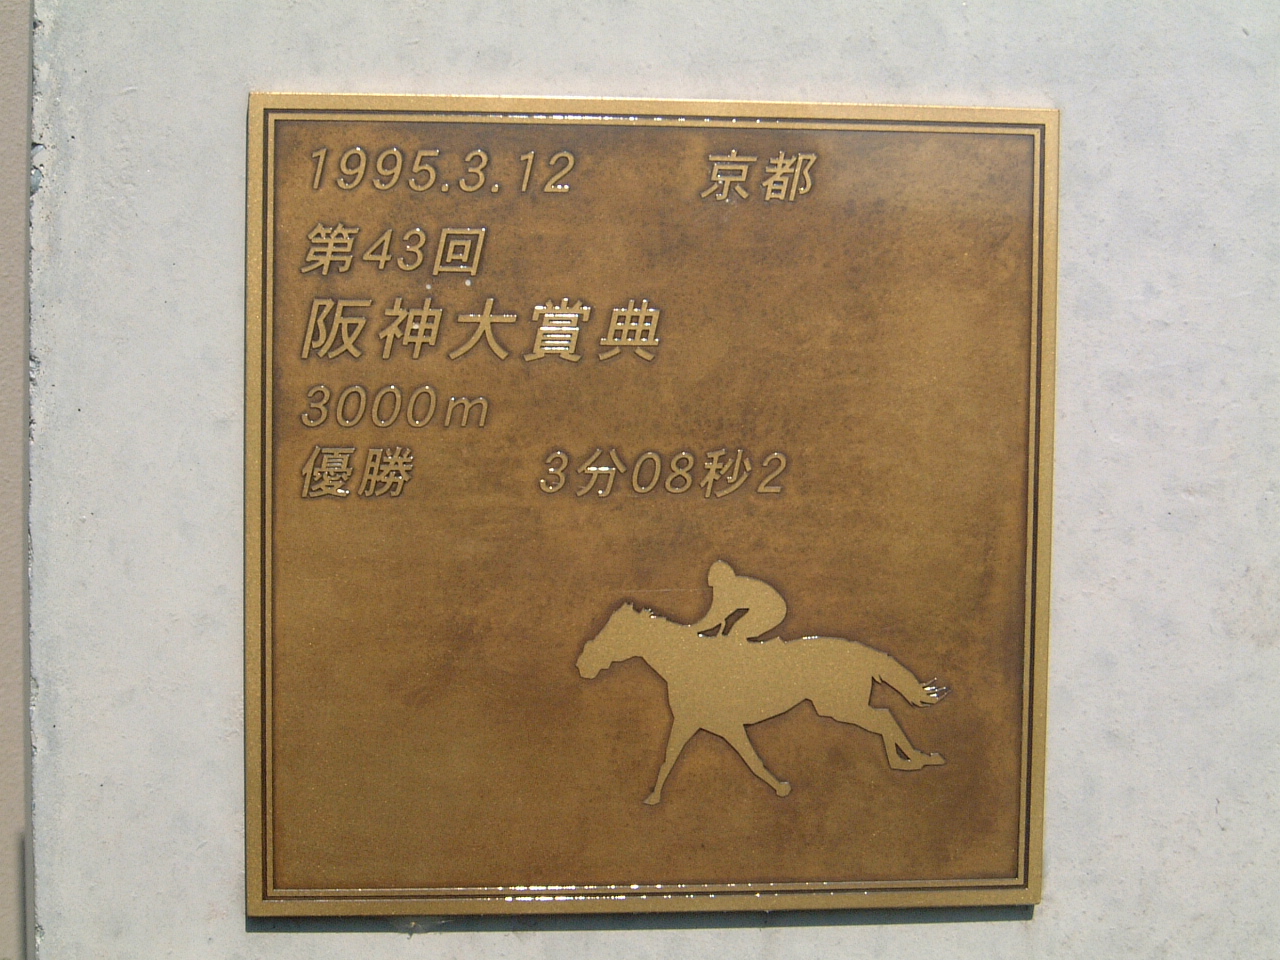 1995.3.12 京都
第43回
阪神大賞典
3000m
優勝 3分08秒2